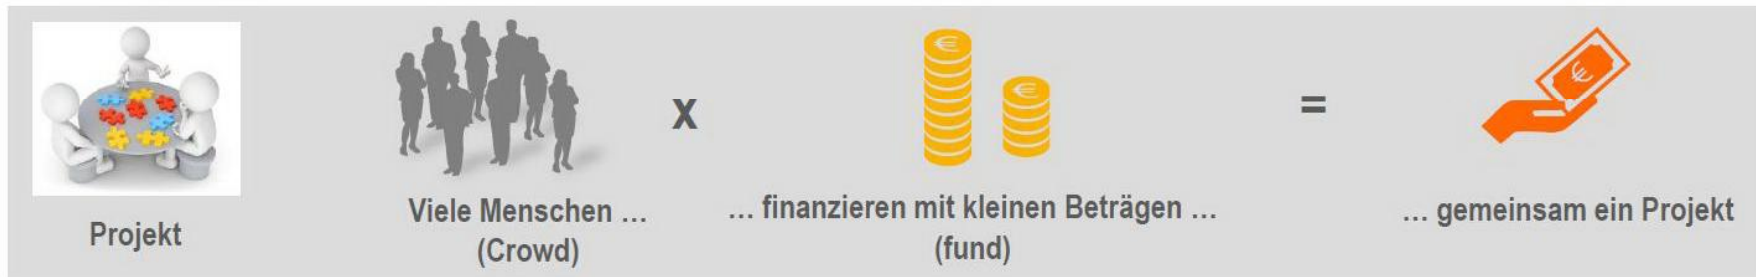 Projekt
Viele Menschen …
(Crowd)
x
… finanzieren mit kleinen Beträgen …
(fund)
=
… gemeinsam ein Projekt